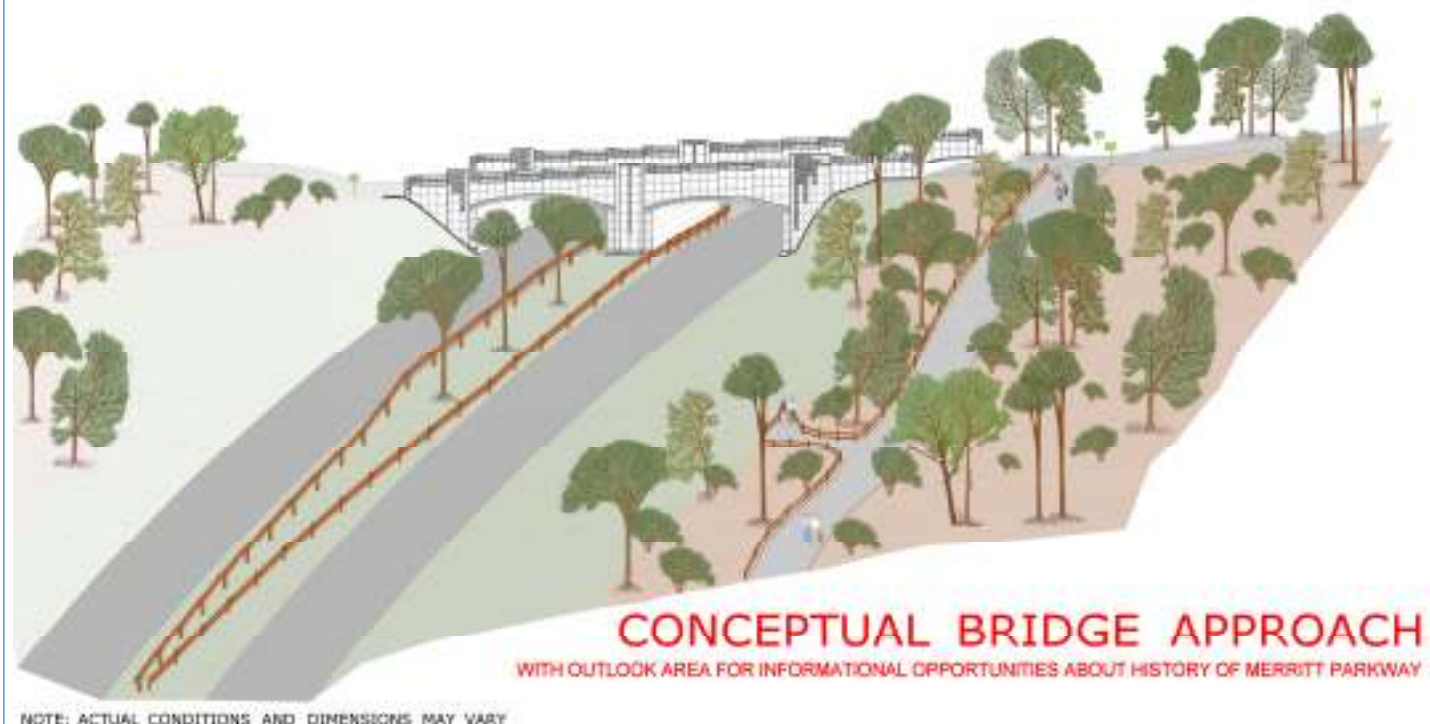 CONCEPTUAL BRIDGE APPROACH
WITH OUTLOOK AREA FOR INFORMATIONAL OPPORTUNITIES ABOUT HISTORY OF MERRITT PARKWAY
NOTE: ACTUAL CONDITIONS AND DIMENSIONS MAY VARY